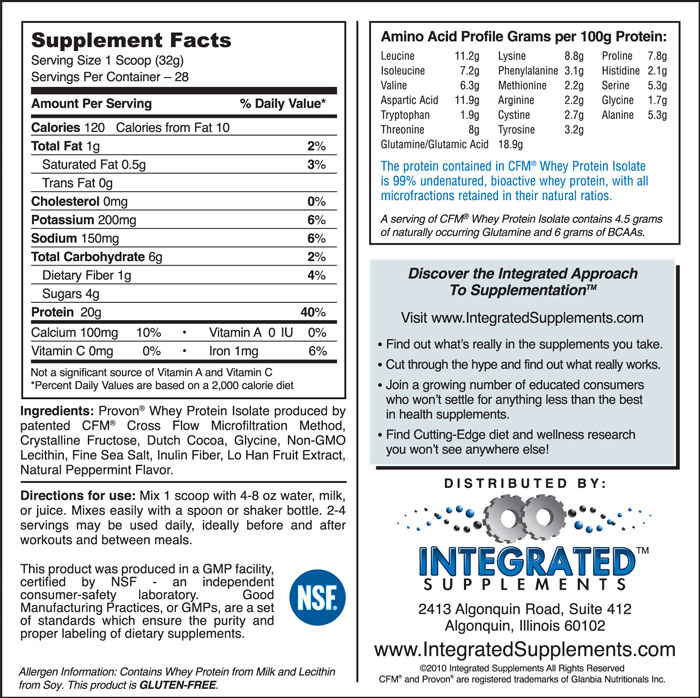 Supplement Facts
Serving Size 1 Scoop (32g)
Servings Per Container – 28
Amount Per Serving % Daily Value*
Calories 120 Calories from Fat 10
Total Fat 1g 2%
Saturated Fat 0.5g 3%
Trans Fat 0g
Cholesterol 0mg 0%
Potassium 200mg 6%
Sodium 150mg 6%
Total Carbohydrate 6g 2%
Dietary Fiber 1g 4%
Sugars 4g
Protein 20g 40%
Calcium 100mg 10% • Vitamin A 0 IU 0%
Vitamin C 0mg 0% • Iron 1mg 6%
Not a significant source of Vitamin A and Vitamin C
*Percent Daily Values are based on a 2,000 calorie diet
Ingredients: Provon® Whey Protein Isolate produced by
patented CFM® Cross Flow Microfiltration Method,
Crystalline Fructose, Dutch Cocoa, Glycine, Non-GMO
Lecithin, Fine Sea Salt, Inulin Fiber, Lo Han Fruit Extract,
Natural Peppermint Flavor.
Directions for use: Mix 1 scoop with 4-8 oz water, milk,
or juice. Mixes easily with a spoon or shaker bottle. 2-4
servings may be used daily, ideally before and after
workouts and between meals.
This product was produced in a GMP facility,
certified by NSF - an independent
consumer-safety laboratory. Good
Manufacturing Practices, or GMPs, are a set
of standards which ensure the purity and
proper labeling of dietary supplements.
NSF.
Allergen Information: Contains Whey Protein from Milk and Lecithin
from Soy. This product is GLUTEN-FREE.
Amino Acid Profile Grams per 100g Protein:
Leucine 11.2g Lysine 8.8g Proline 7.8g
Isoleucine 7.2g Phenylalanine 3.1g Histidine 2.1g
Valine 6.3g Methionine 2.2g Serine 5.3g
Aspartic Acid 11.9g Arginine 2.2g Glycine 1.7g
Tryptophan 1.9g Cystine 2.7g Alanine 5.3g
Threonine 8g Tyrosine 3.2g
Glutamine/Glutamic Acid 18.9g
The protein contained in CFM® Whey Protein Isolate
is 99% undenatured, bioactive whey protein, with all
microfractions retained in their natural ratios.
A serving of CFM® Whey Protein Isolate contains 4.5 grams
of naturally occurring Glutamine and 6 grams of BCAAs.
Discover the Integrated Approach
To Supplementation™
Visit www.IntegratedSupplements.com
• Find out what's really in the supplements you take.
• Cut through the hype and find out what really works.
• Join a growing number of educated consumers
who won't settle for anything less than the best
in health supplements.
• Find Cutting-Edge diet and wellness research
you won't see anywhere else!
DISTRIBUTED BY:
INTEGRATED™
SUPPLEMENTS
2413 Algonquin Road, Suite 412
Algonquin, Illinois 60102
www.IntegratedSupplements.com
©2010 Integrated Supplements All Rights Reserved
CFM® and Provon® are registered trademarks of Glanbia Nutritionals Inc.